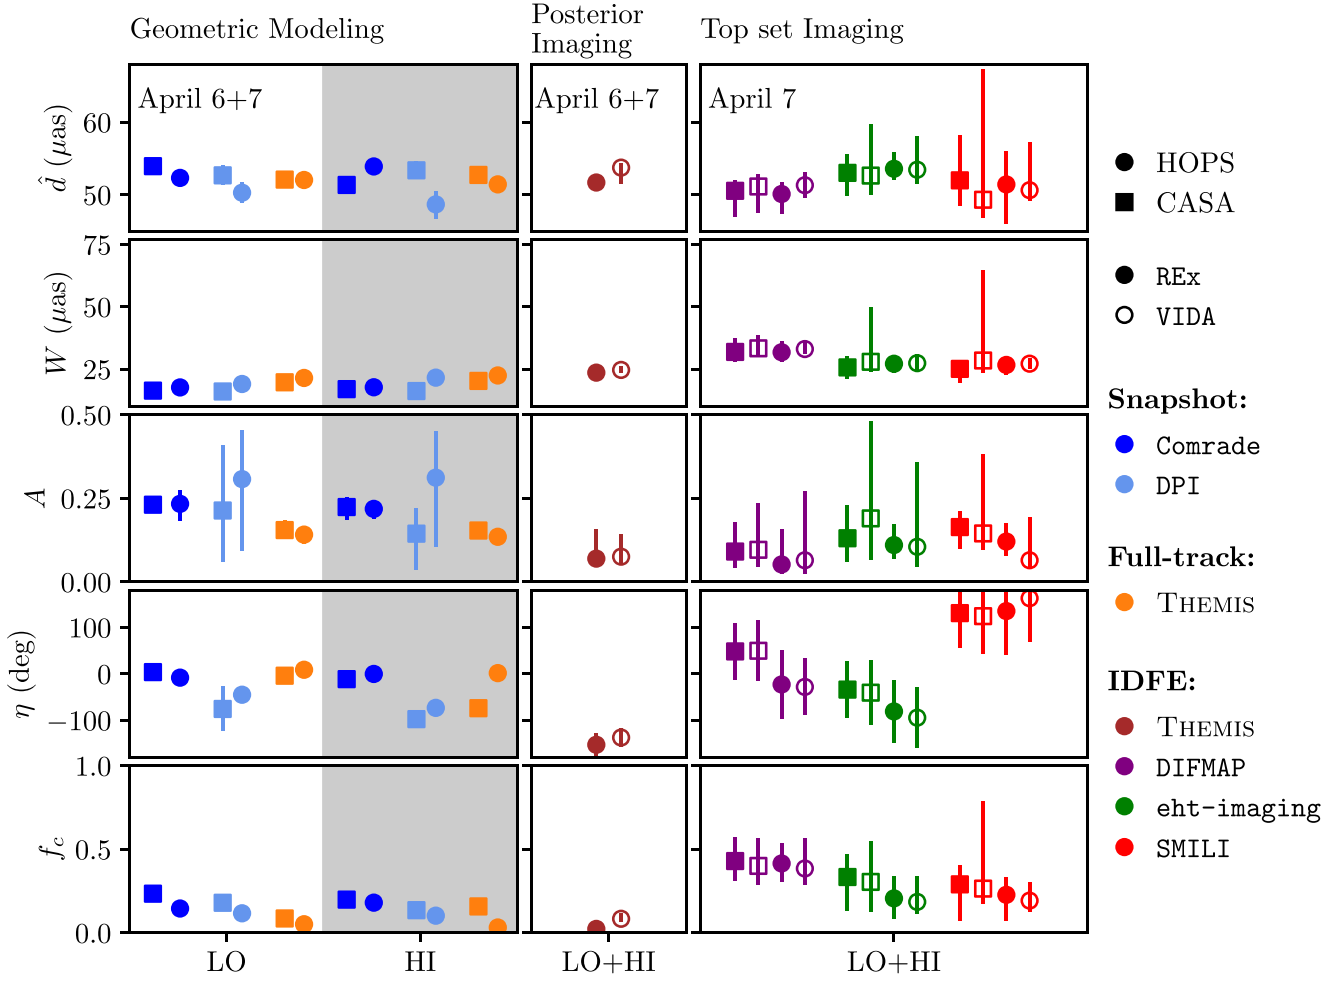 Geometric Modeling
Posterior
Imaging
Top set Imaging
April 6+7
April 6+7
April 7
d̂ (μas)
60
50
W (μas)
75
50
25
A
0.50
0.25
0.00
η (deg)
100
0
−100
f_c
1.0
0.5
0.0
LO
HI
LO+HI
LO+HI
HOPS
CASA
REx
VIDA
Snapshot:
Comrade
DPI
Full-track:
THEMIS
IDFE:
THEMIS
DIFMAP
eht-imaging
SMILI